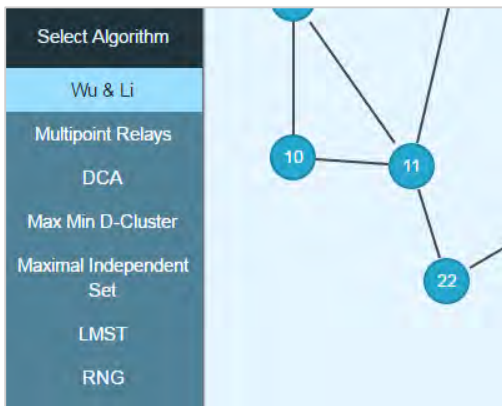 Select Algorithm
Wu & Li
Multipoint Relays
DCA
Max Min D-Cluster
Maximal Independent
Set
LMST
RNG
10
11
22